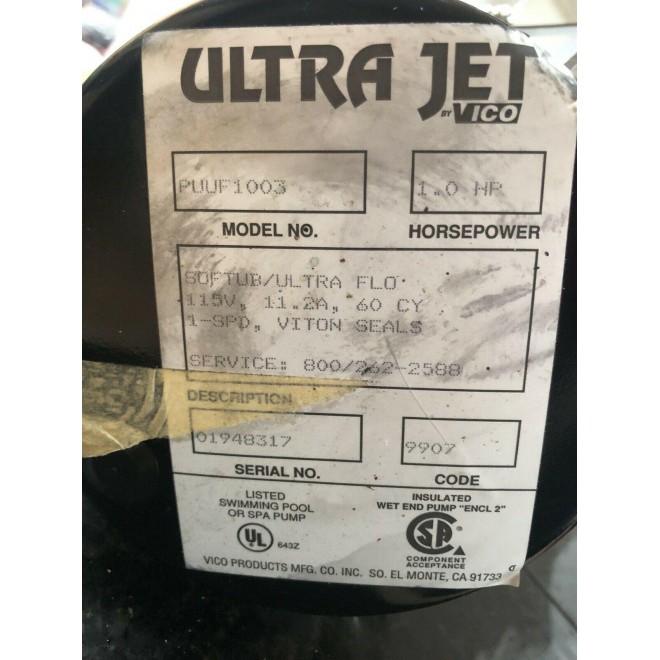 ULTRA JET
BY VICO
PUUF1003
1.0 HP
MODEL NO.
HORSEPOWER
SOFTUB/ULTRA FLO
115V, 11.2A, 60 CY
1-SPD, VITON SEALS
SERVICE: 800/262-2588
DESCRIPTION
01948317
9907
SERIAL NO.
CODE
LISTED
SWIMMING POOL
OR SPA PUMP
UL
643Z
INSULATED
WET END PUMP "ENCL 2"
SA
COMPONENT
ACCEPTANCE
VICO PRODUCTS MFG. CO. INC. SO. EL MONTE, CA 91733